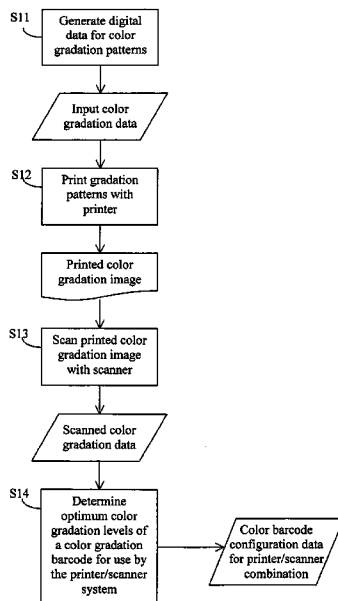 S11
Generate digital
data for color
gradation patterns
Input color
gradation data
S12
Print gradation
patterns with
printer
Printed color
gradation image
S13
Scan printed color
gradation image
with scanner
Scanned color
gradation data
S14
Determine
optimum color
gradation levels of
a color gradation
barcode for use by
the printer/scanner
system
Color barcode
configuration data
for printer/scanner
combination